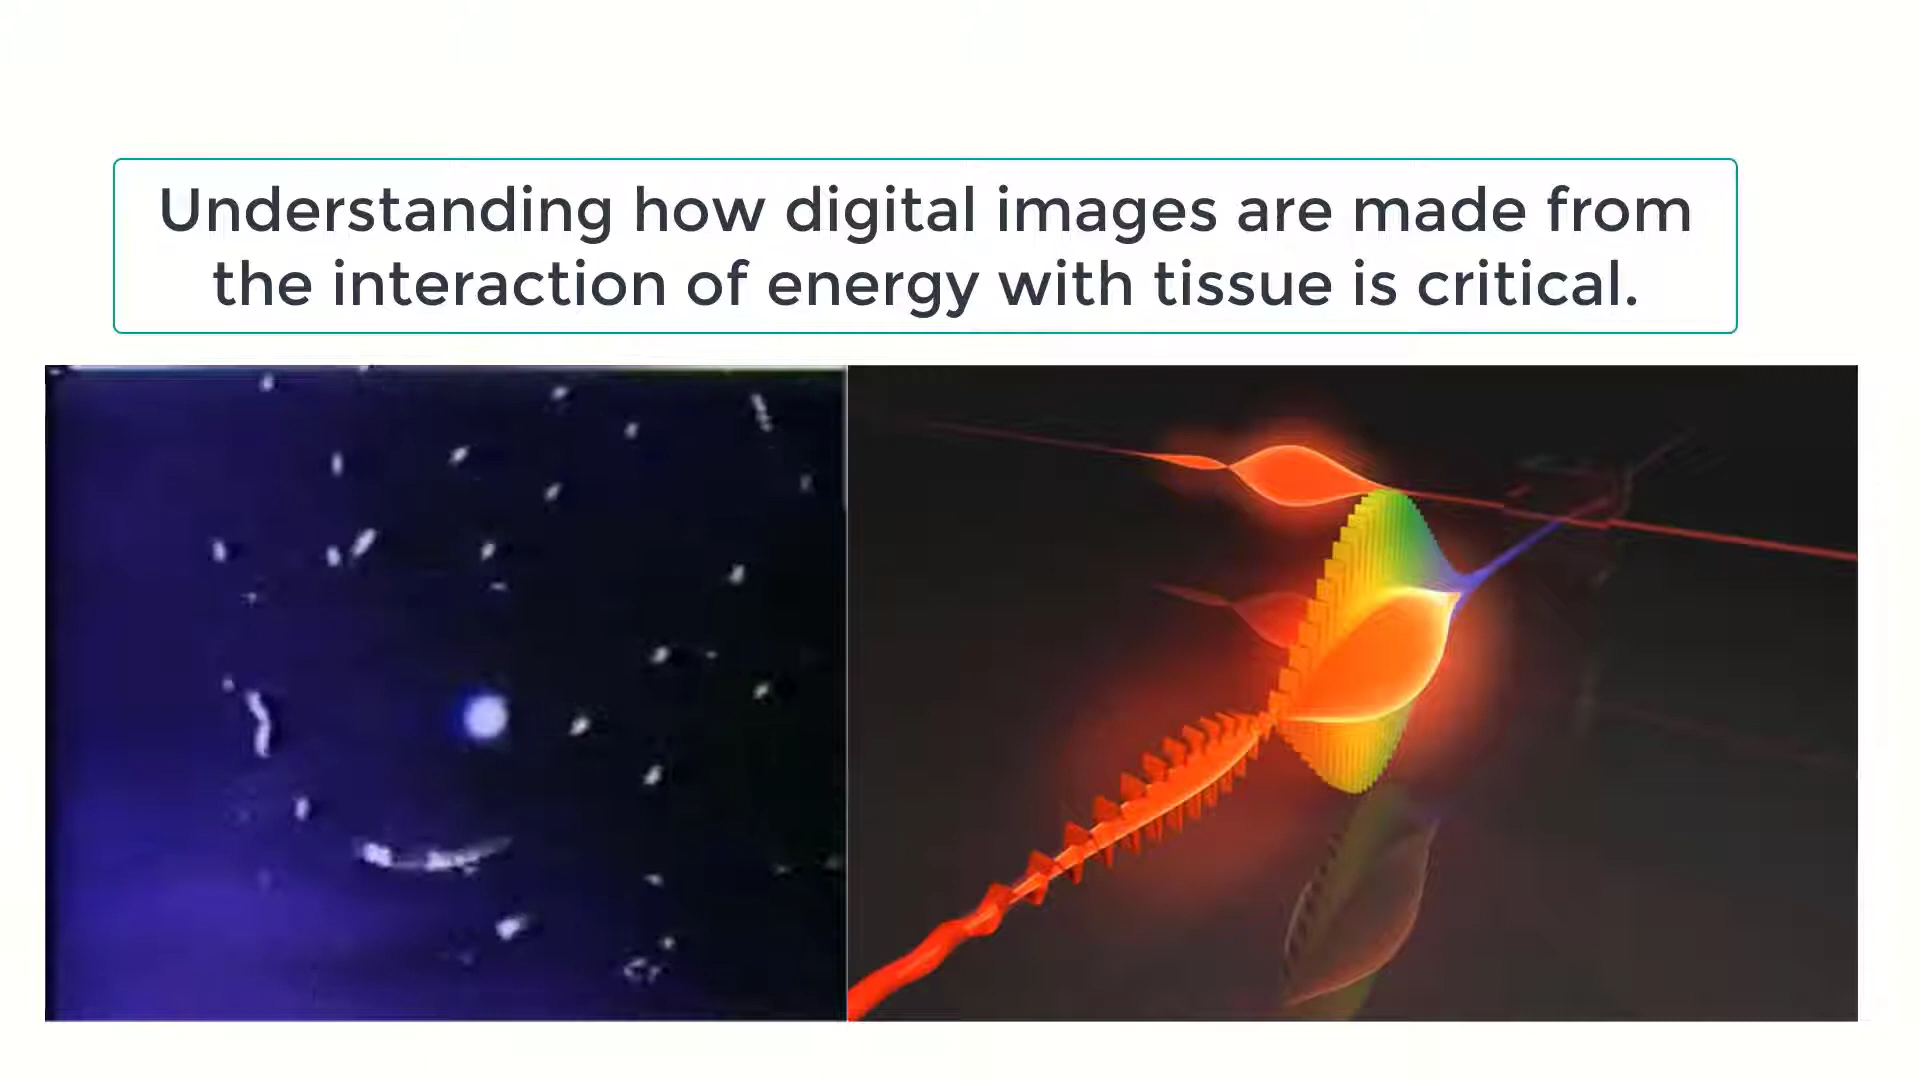 Understanding how digital images are made from
the interaction of energy with tissue is critical.